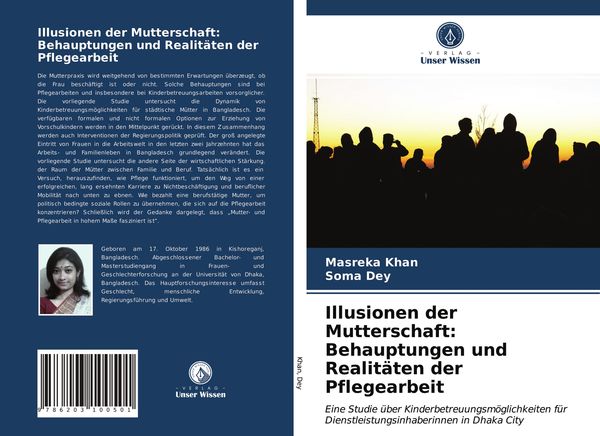 Illusionen der Mutterschaft:
Behauptungen und Realitäten der
Pflegearbeit
Die Mutterpraxis wird weitgehend von bestimmten Erwartungen überzeugt, ob
die Frau beschäftigt ist oder nicht. Solche Behauptungen sind bei
Pflegearbeiten und insbesondere bei Kinderbetreuungsarbeiten vorsorglicher.
Die vorliegende Studie untersucht die Dynamik von
Kinderbetreuungsmöglichkeiten für städtische Mütter in Bangladesch. Die
verfügbaren formalen und nicht formalen Optionen zur Erziehung von
Vorschulkindern werden in den Mittelpunkt gerückt. In diesem Zusammenhang
werden auch Interventionen der Regierungspolitik geprüft. Der groß angelegte
Eintritt von Frauen in die Arbeitswelt in den letzten zwei Jahrzehnten hat das
Arbeits- und Familienleben in Bangladesch grundlegend verändert. Die
vorliegende Studie untersucht die andere Seite der wirtschaftlichen Stärkung.
der Raum der Mütter zwischen Familie und Beruf. Tatsächlich ist es ein
Versuch, herauszufinden, wie Pflege funktioniert, um den Weg von einer
erfolgreichen, lang ersehnten Karriere zu Nichtbeschäftigung und beruflicher
Mobilität nach unten zu ebnen. Wie bezahlt eine berufstätige Mutter, um
politisch bedingte soziale Rollen zu übernehmen, die sich auf die Pflegearbeit
konzentrieren? Schließlich wird der Gedanke dargelegt, dass „Mutter- und
Pflegearbeit in hohem Maße fasziniert ist".
Geboren am 17. Oktober 1986 in Kishoreganj,
Bangladesch. Abgeschlossener Bachelor- und
Masterstudiengang in Frauen- und
Geschlechterforschung an der Universität von Dhaka,
Bangladesch. Das Hauptforschungsinteresse umfasst
Geschlecht, menschliche Entwicklung,
Regierungsführung und Umwelt.
9 786203 100501
VERLAG
Unser Wissen
Khan, Dey
VERLAG
Unser Wissen
Masreka Khan
Soma Dey
Illusionen der
Mutterschaft:
Behauptungen und
Realitäten der
Pflegearbeit
Eine Studie über Kinderbetreuungsmöglichkeiten für
Dienstleistungsinhaberinnen in Dhaka City